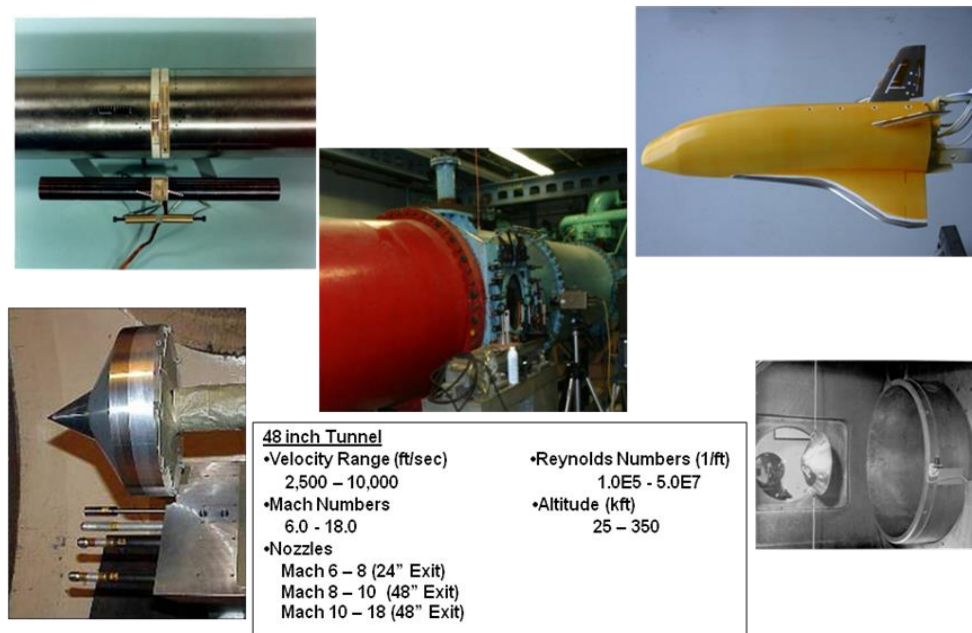 48 inch Tunnel
•Velocity Range (ft/sec)
2,500 – 10,000
•Mach Numbers
6.0 - 18.0
•Nozzles
Mach 6 – 8 (24” Exit)
Mach 8 – 10 (48” Exit)
Mach 10 – 18 (48” Exit)
•Reynolds Numbers (1/ft)
1.0E5 - 5.0E7
•Altitude (kft)
25 – 350